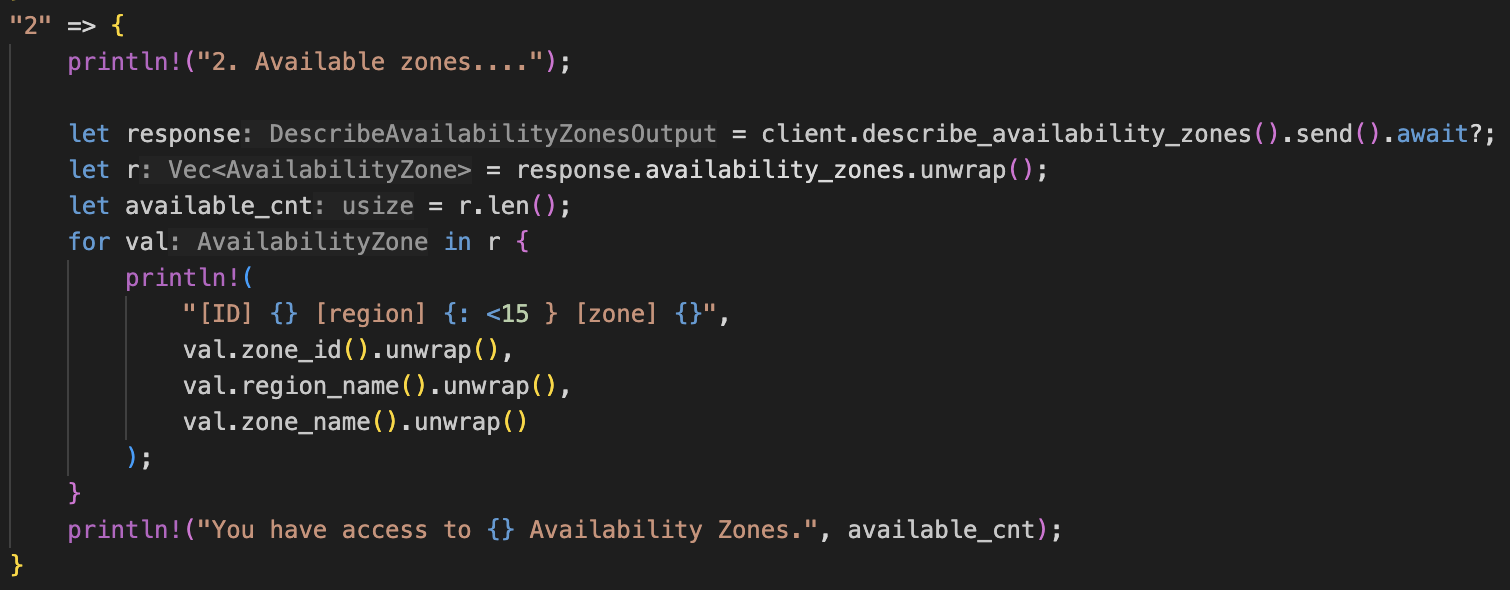 "2" => {
println!("2. Available zones....");
let response: DescribeAvailabilityZonesOutput = client.describe_availability_zones().send().await?;
let r: Vec<AvailabilityZone> = response.availability_zones.unwrap();
let available_cnt: usize = r.len();
for val: AvailabilityZone in r {
println!(
"[ID] {} [region] {: <15 } [zone] {}",
val.zone_id().unwrap(),
val.region_name().unwrap(),
val.zone_name().unwrap()
);
}
println!("You have access to {} Availability Zones.", available_cnt);
}